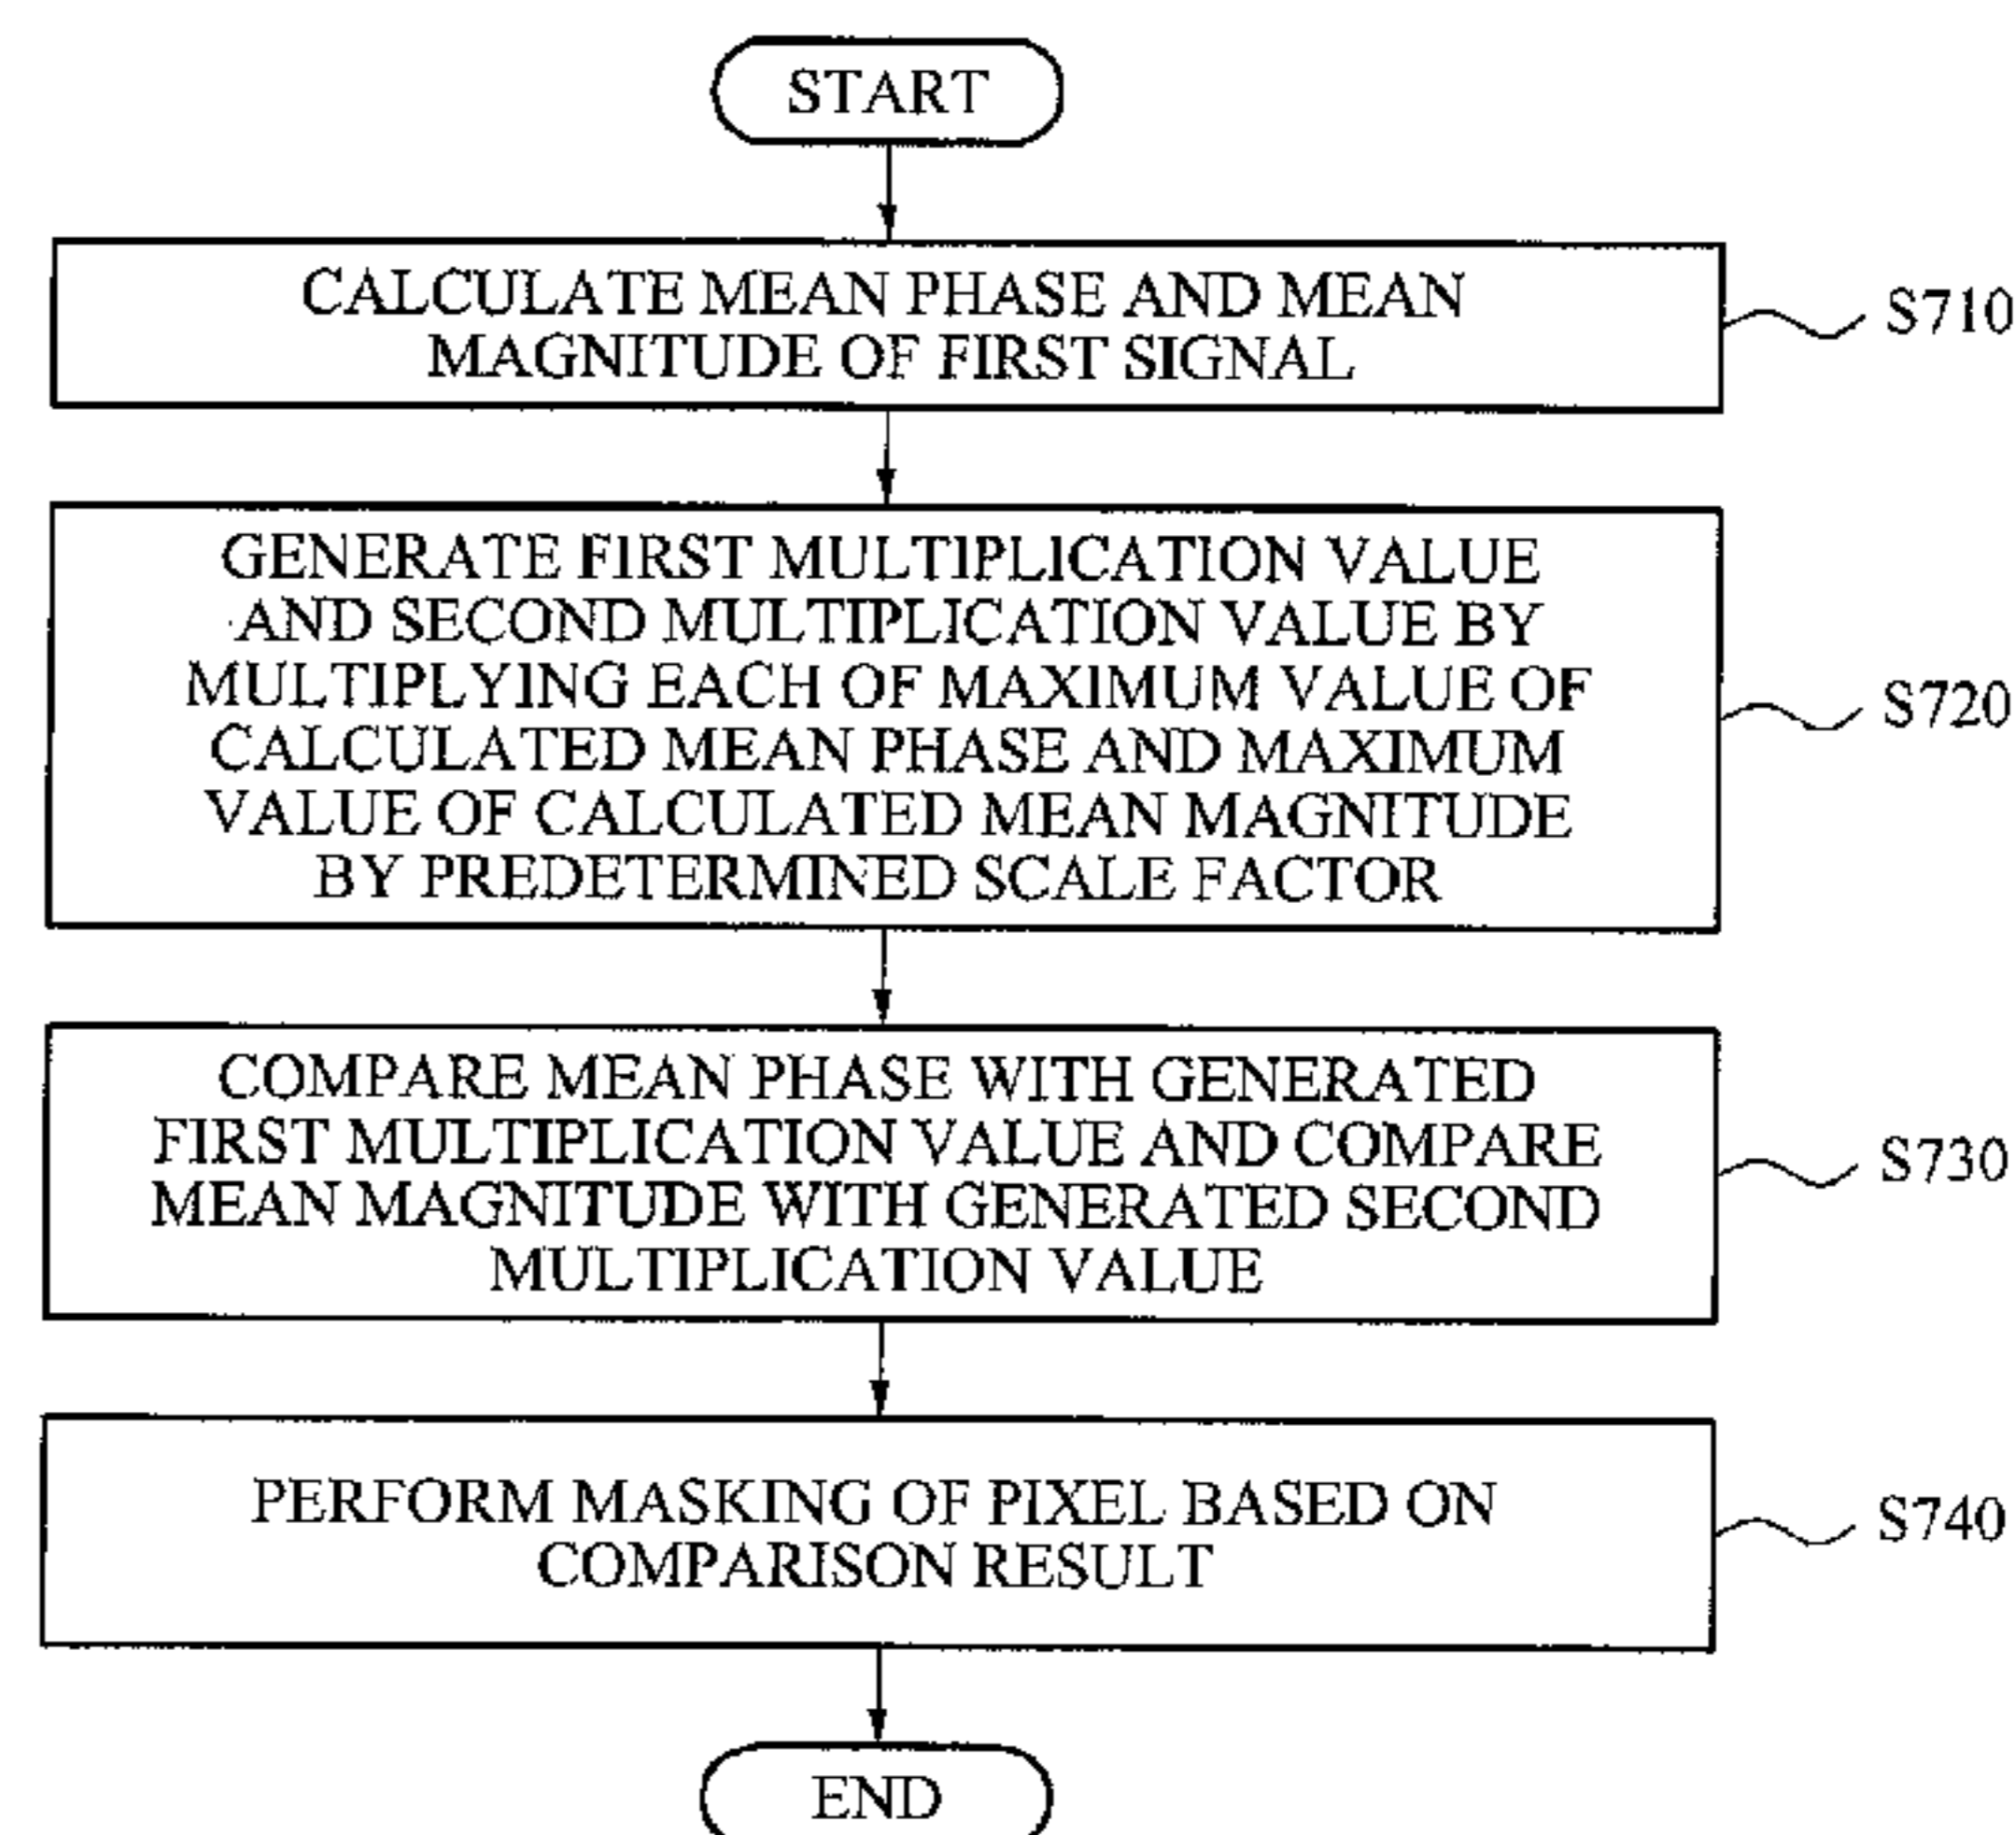 START
CALCULATE MEAN PHASE AND MEAN
MAGNITUDE OF FIRST SIGNAL
S710
GENERATE FIRST MULTIPLICATION VALUE
AND SECOND MULTIPLICATION VALUE BY
MULTIPLYING EACH OF MAXIMUM VALUE OF
CALCULATED MEAN PHASE AND MAXIMUM
VALUE OF CALCULATED MEAN MAGNITUDE
BY PREDETERMINED SCALE FACTOR
S720
COMPARE MEAN PHASE WITH GENERATED
FIRST MULTIPLICATION VALUE AND COMPARE
MEAN MAGNITUDE WITH GENERATED SECOND
MULTIPLICATION VALUE
S730
PERFORM MASKING OF PIXEL BASED ON
COMPARISON RESULT
S740
END